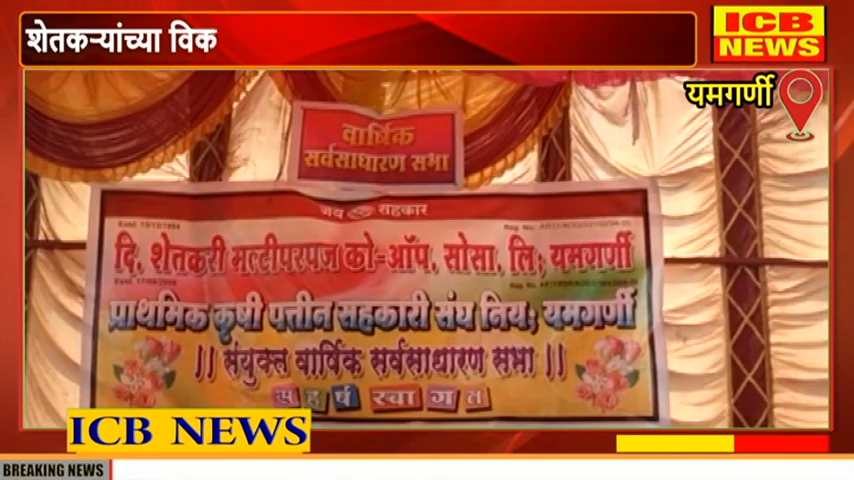 शेतकऱ्यांच्या विक
ICB
NEWS
यमगर्णी
वार्षिक
सर्वसाधारण सभा
जय सहकार
दि. शेतकरी मल्टीपरपज को-ऑप. सोसा. लि; यमगर्णी
प्राथमिक कृषी पत्तीन सहकारी संघ निय; यमगर्णी
|| संयुक्त वार्षिक सर्वसाधारण सभा ||
सहर्ष स्वागत
ICB NEWS
BREAKING NEWS